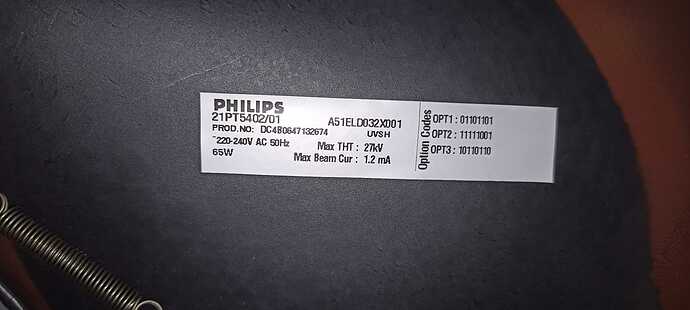 PHILIPS
21PT5402/01 A51ELD032X001
PROD.NO: DC4B0647132674 UVSH
~220-240V AC 50Hz Max THT : 27kV
65W Max Beam Cur : 1.2 mA
Option Codes
OPT1 : 01101101
OPT2 : 11111001
OPT3 : 10110110